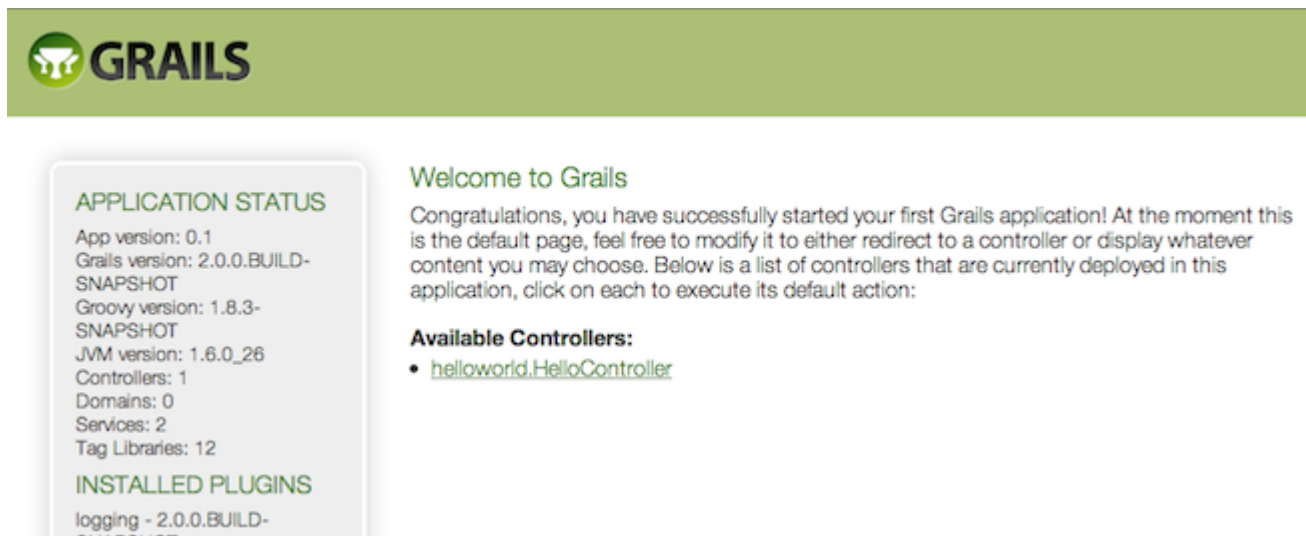 GRAILS
APPLICATION STATUS
App version: 0.1
Grails version: 2.0.0.BUILD-
SNAPSHOT
Groovy version: 1.8.3-
SNAPSHOT
JVM version: 1.6.0_26
Controllers: 1
Domains: 0
Services: 2
Tag Libraries: 12
INSTALLED PLUGINS
logging - 2.0.0.BUILD-
Welcome to Grails
Congratulations, you have successfully started your first Grails application! At the moment this
is the default page, feel free to modify it to either redirect to a controller or display whatever
content you may choose. Below is a list of controllers that are currently deployed in this
application, click on each to execute its default action:
Available Controllers:
• helloworld.HelloController